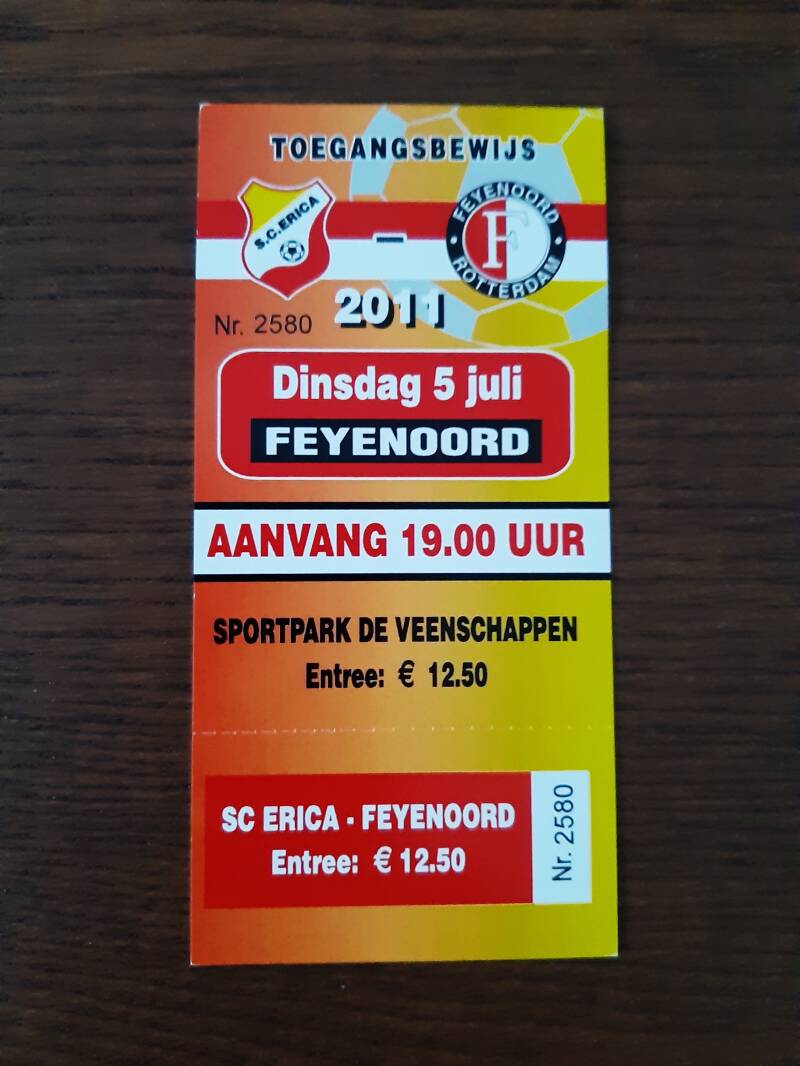 TOEGANGSBEWIJS
S.C. ERICA
-
FEYENOORD
F
ROTTERDAM
2011
Nr. 2580
Dinsdag 5 juli
FEYENOORD
AANVANG 19.00 UUR
SPORTPARK DE VEENSCHAPPEN
Entree: € 12.50
SC ERICA - FEYENOORD
Entree: € 12.50
Nr. 2580